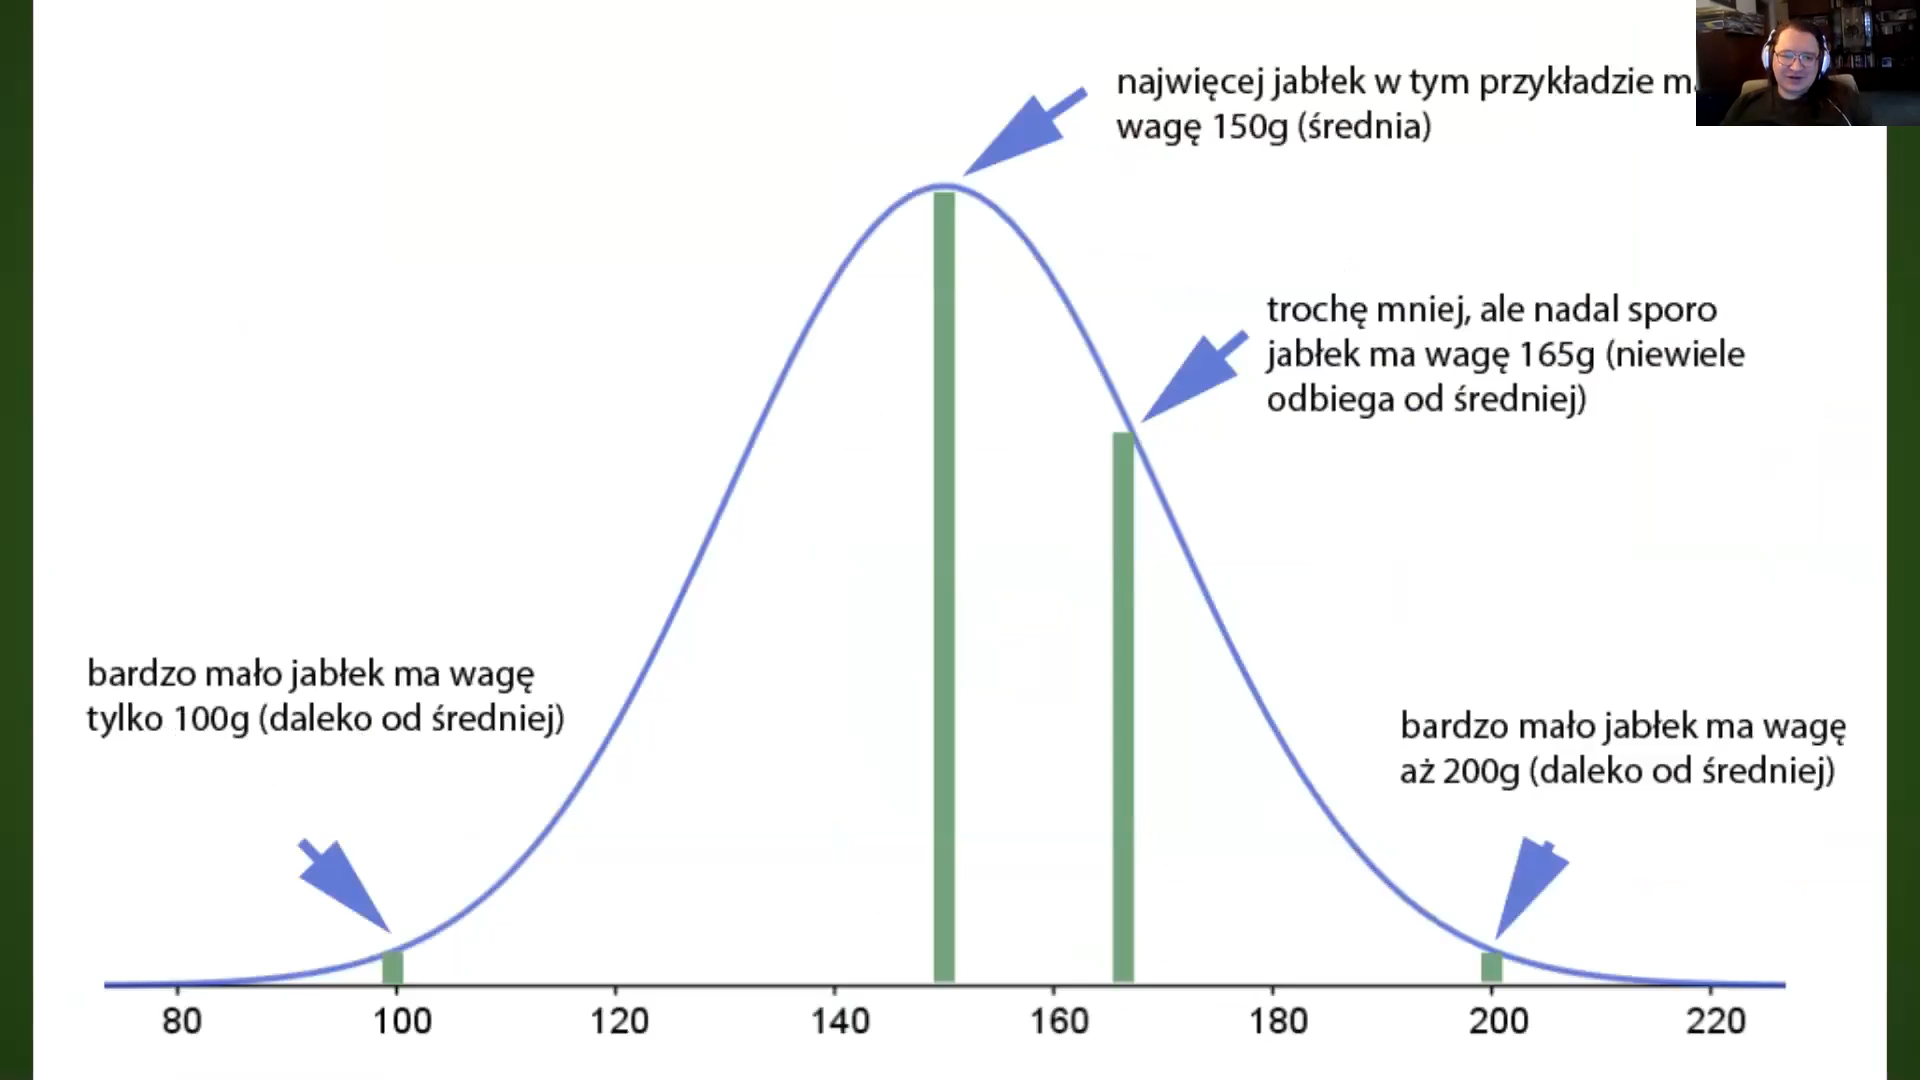 najwięcej jabłek w tym przykładzie
wagę 150g (średnia)
trochę mniej, ale nadal sporo
jabłek ma wagę 165g (niewiele
odbiega od średniej)
bardzo mało jabłek ma wagę
tylko 100g (daleko od średniej)
bardzo mało jabłek ma wagę
aż 200g (daleko od średniej)
80 100 120 140 160 180 200 220